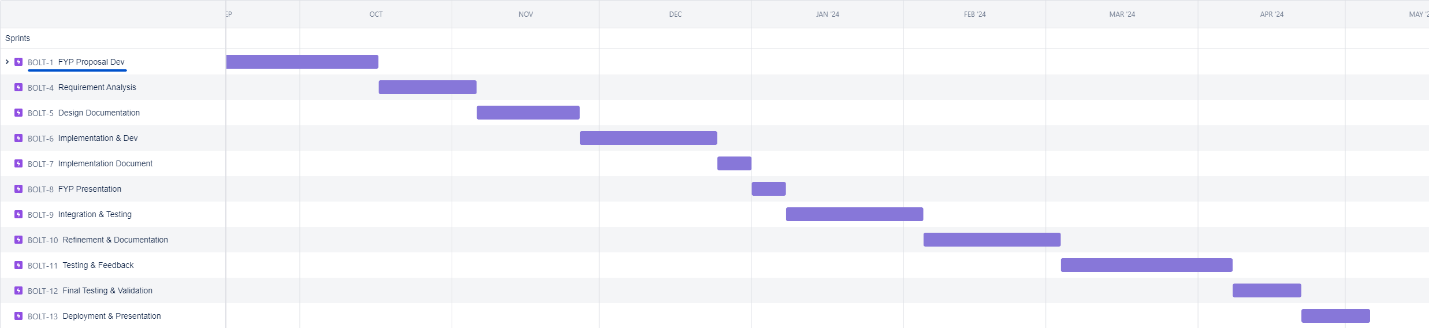 EP OCT NOV DEC JAN '24 FEB '24 MAR '24 APR '24 MAY '2
Sprints
BOLT-1 FYP Proposal Dev
BOLT-4 Requirement Analysis
BOLT-5 Design Documentation
BOLT-6 Implementation & Dev
BOLT-7 Implementation Document
BOLT-8 FYP Presentation
BOLT-9 Integration & Testing
BOLT-10 Refinement & Documentation
BOLT-11 Testing & Feedback
BOLT-12 Final Testing & Validation
BOLT-13 Deployment & Presentation